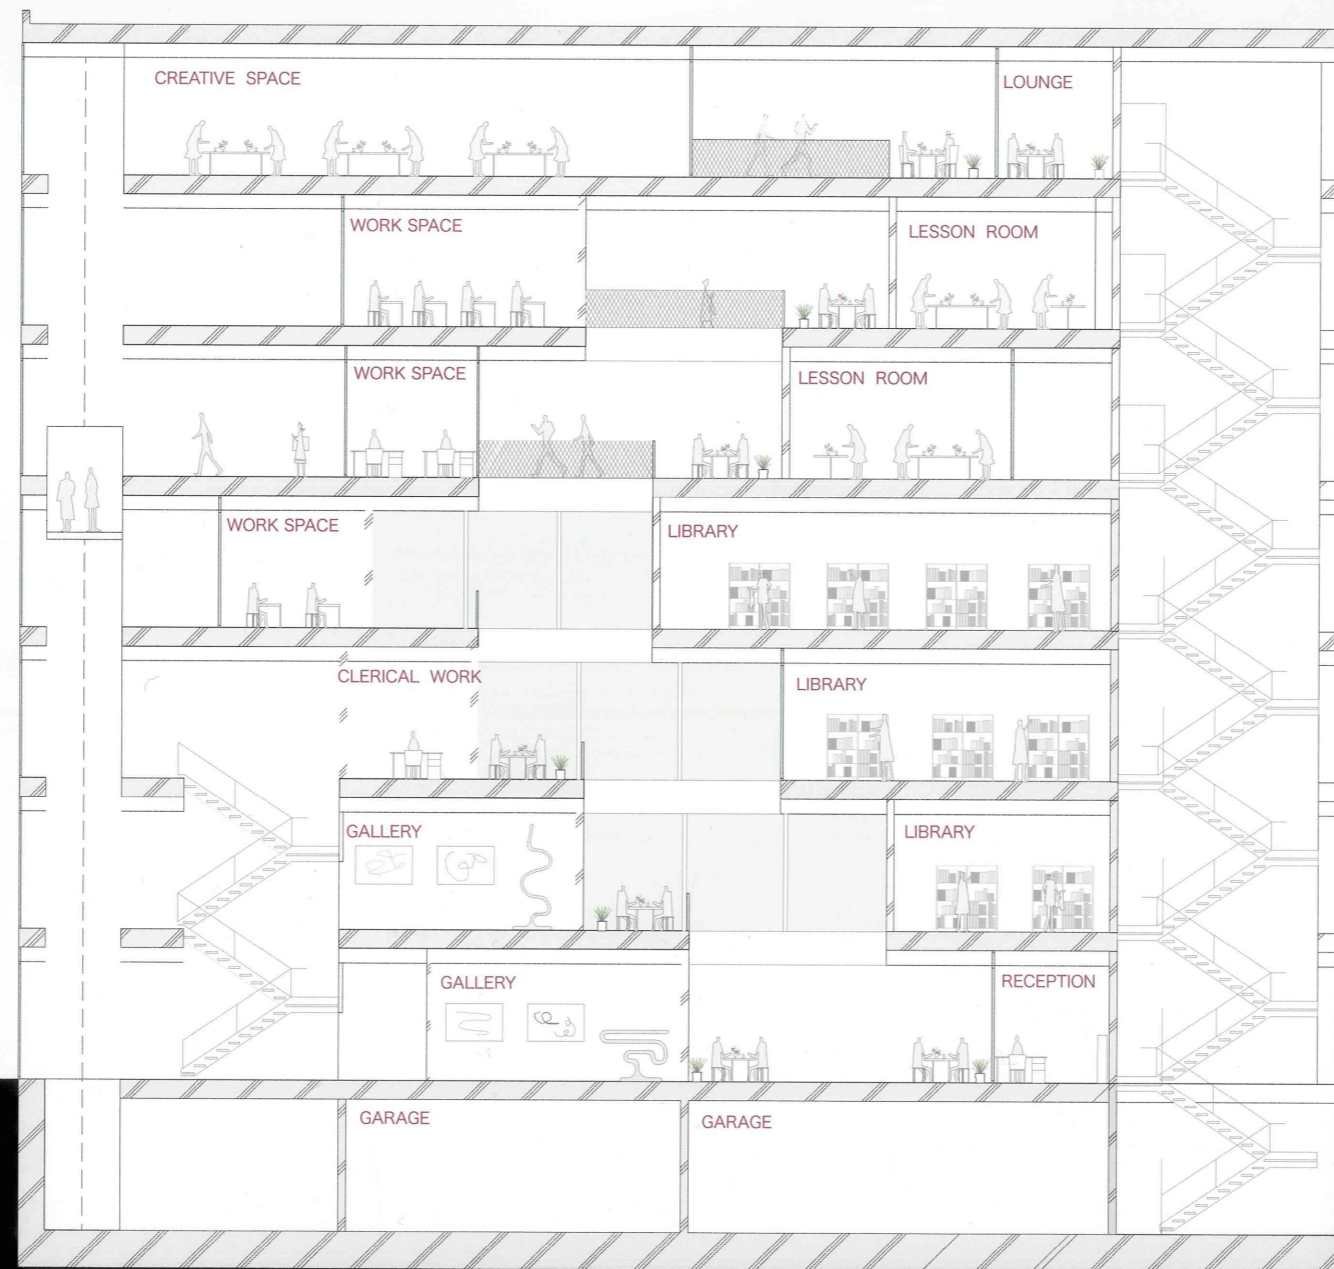 CREATIVE SPACE
LOUNGE
WORK SPACE
LESSON ROOM
WORK SPACE
LESSON ROOM
WORK SPACE
LIBRARY
CLERICAL WORK
LIBRARY
GALLERY
LIBRARY
GALLERY
RECEPTION
GARAGE
GARAGE